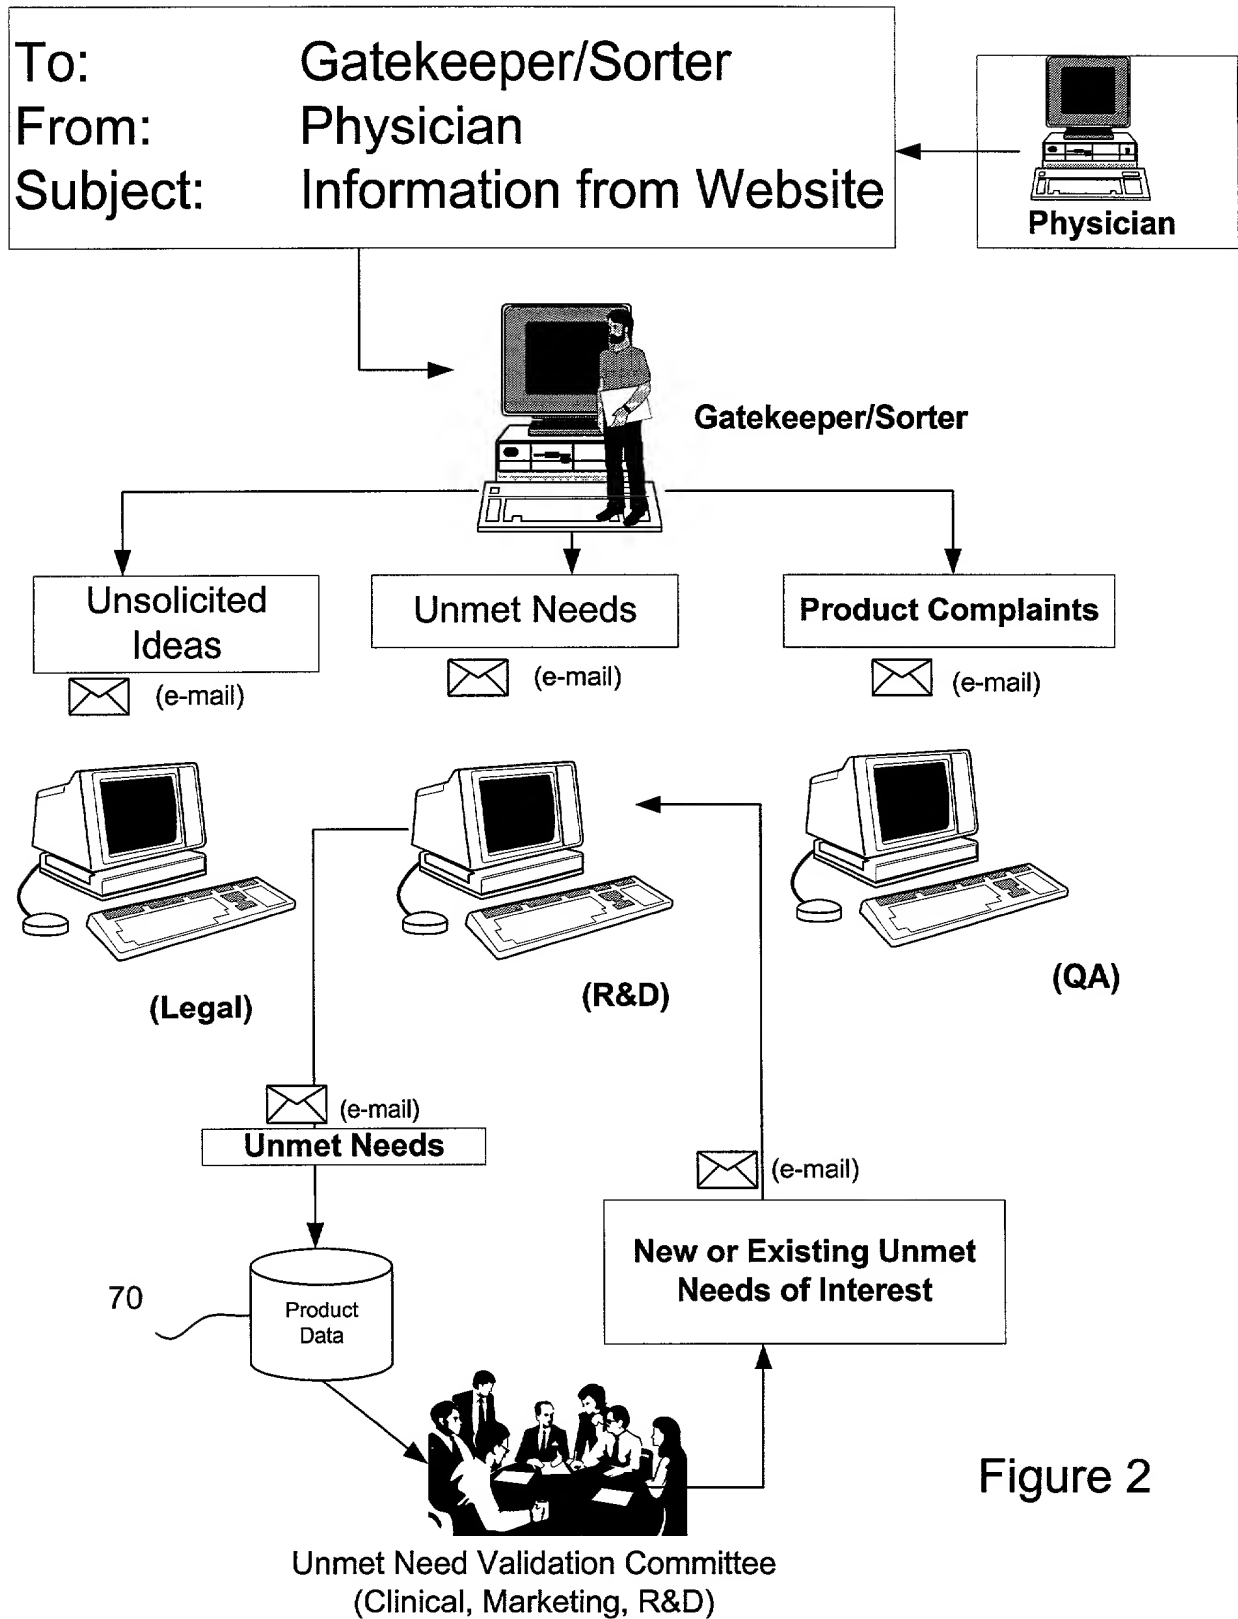 To: Gatekeeper/Sorter
From: Physician
Subject: Information from Website
Physician
Gatekeeper/Sorter
Unsolicited
Ideas
Unmet Needs
Product Complaints
(e-mail)
(e-mail)
(e-mail)
(Legal)
(R&D)
(QA)
(e-mail)
Unmet Needs
(e-mail)
New or Existing Unmet
Needs of Interest
70
Product
Data
Figure 2
Unmet Need Validation Committee
(Clinical, Marketing, R&D)